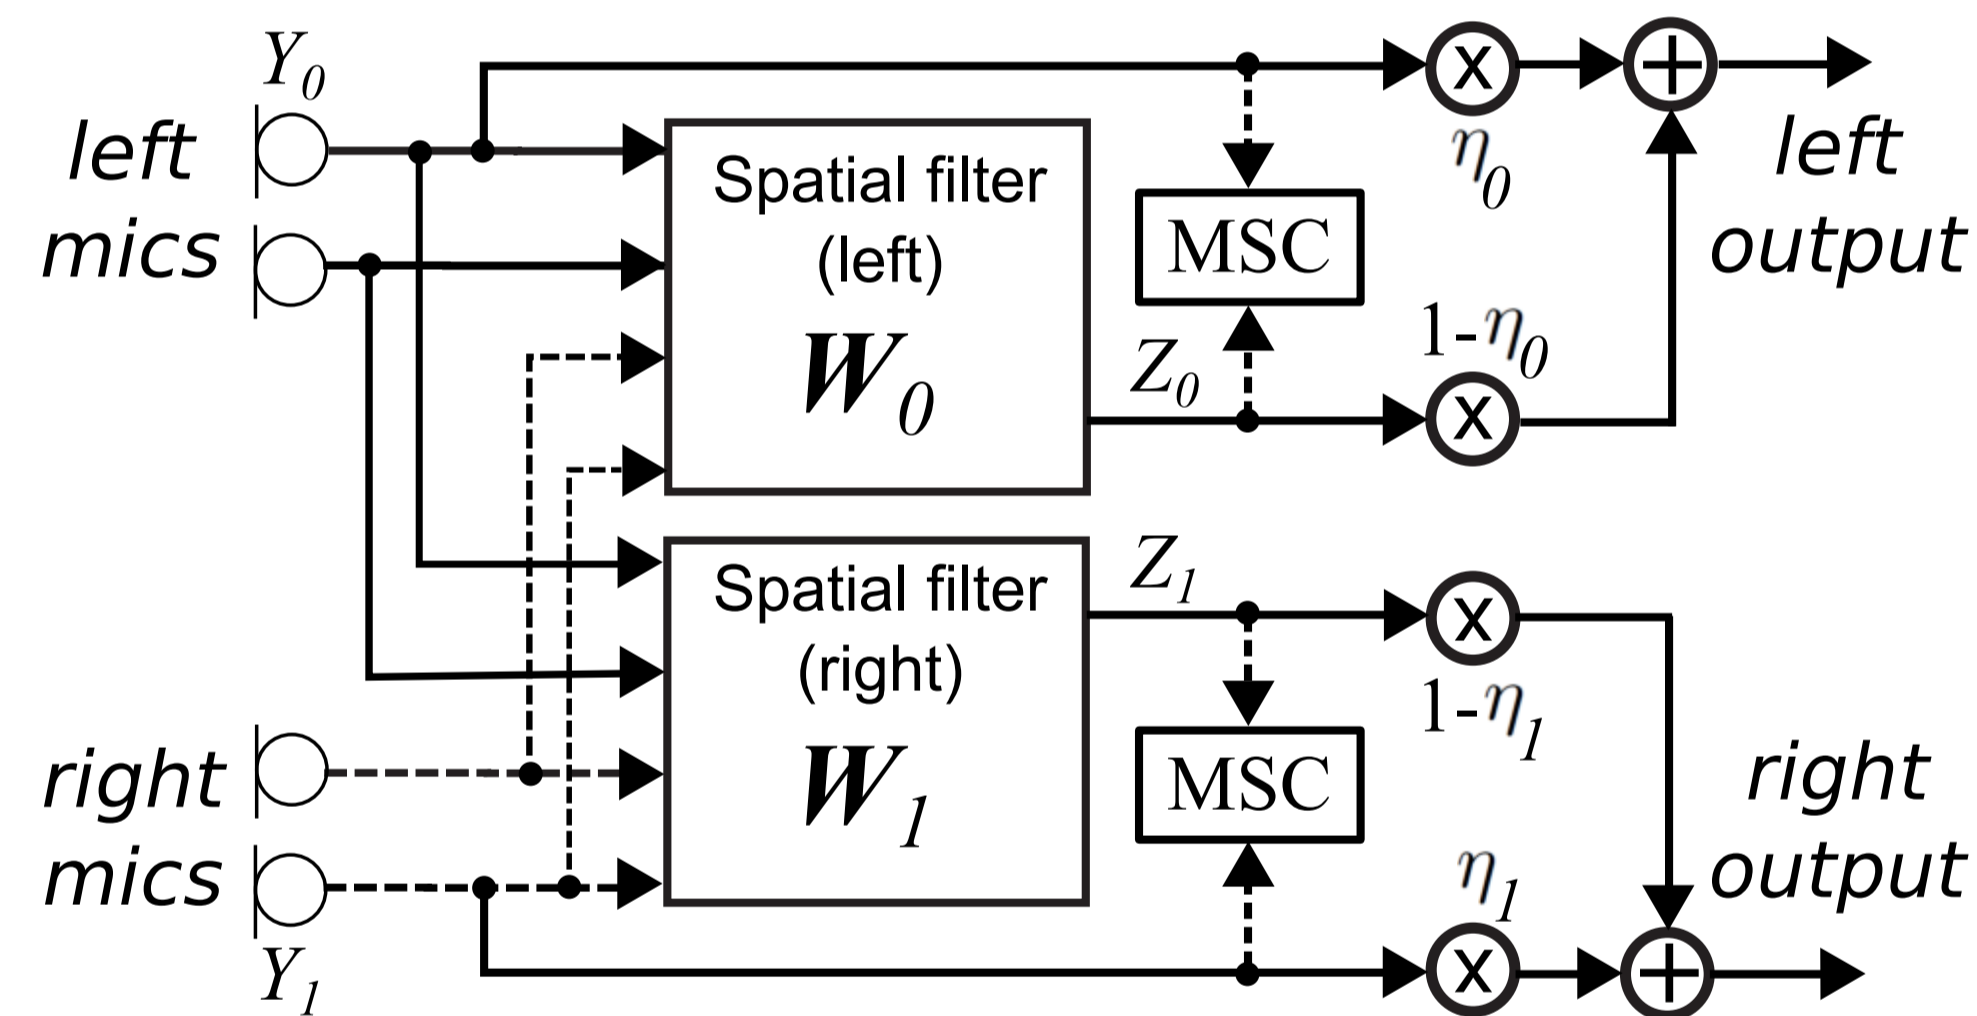 Y0
left
mics
Spatial filter
(left)
W0
MSC
Z0
x
η0
+
left
output
1-η0
x
right
mics
Y1
Spatial filter
(right)
W1
Z1
MSC
x
1-η1
η1
x
+
right
output